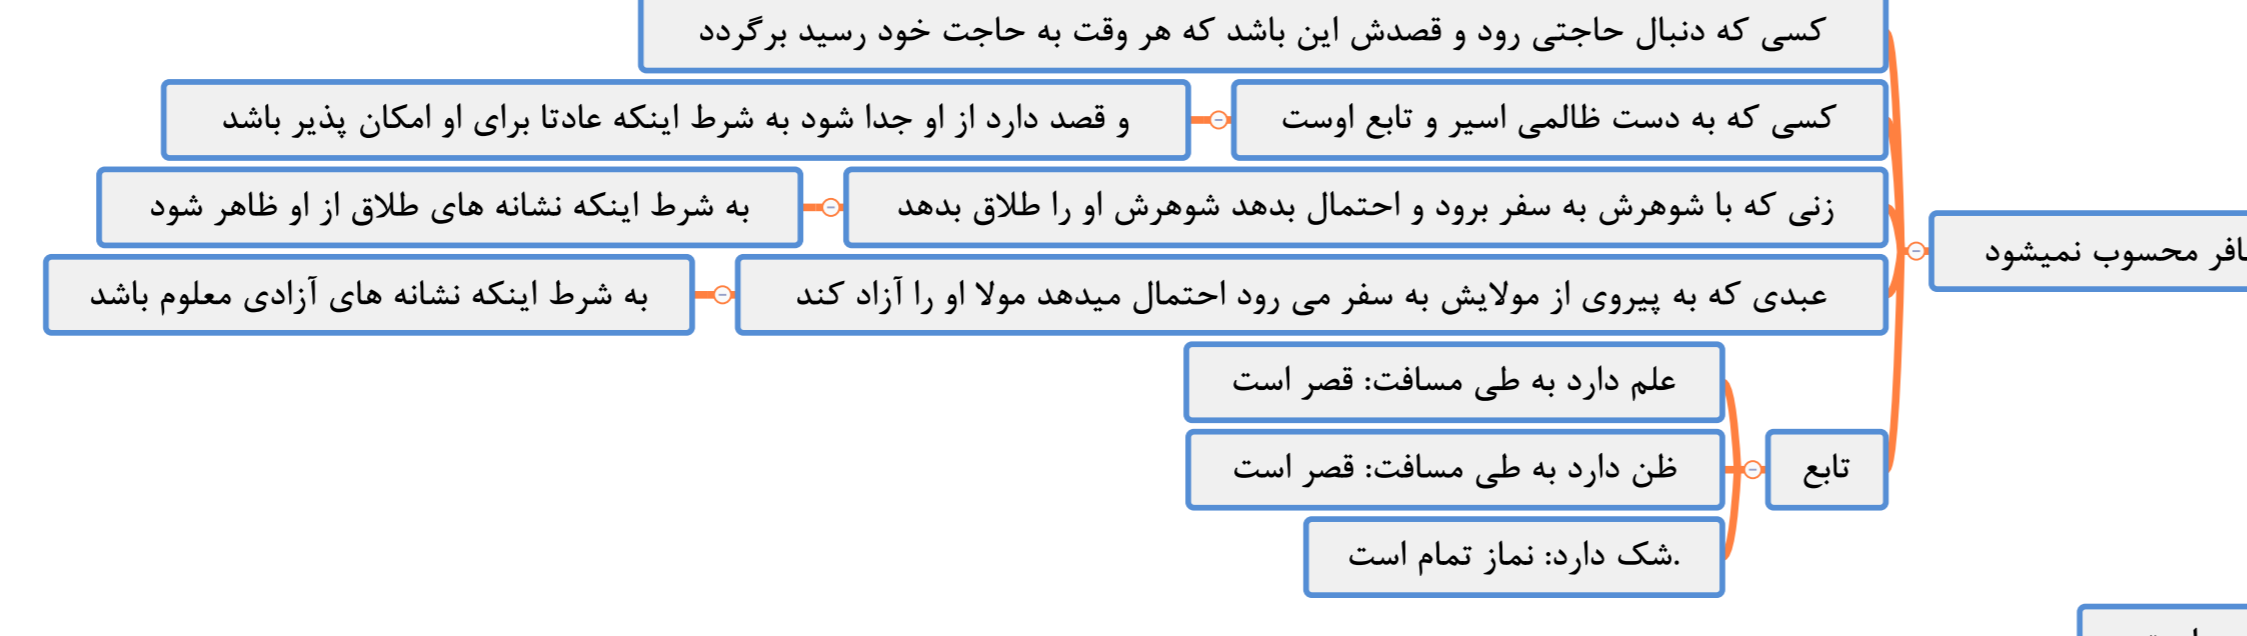 کسی که دنبال حاجتی رود و قصدش این باشد که هر وقت به حاجت خود رسید برگردد
کسی که به دست ظالمی اسیر و تابع اوست
و قصد دارد از او جدا شود به شرط اینکه عادتا برای او امکان پذیر باشد
زنی که با شوهرش به سفر برود و احتمال بدهد شوهرش او را طلاق بدهد
به شرط اینکه نشانه های طلاق از او ظاهر شود
محسوب نمیشود
عبدی که به پیروی از مولایش به سفر می رود احتمال میدهد مولا او را آزاد کند
به شرط اینکه نشانه های آزادی معلوم باشد
علم دارد به طی مسافت: قصر است
تابع
ظن دارد به طی مسافت: قصر است
شک دارد: نماز تمام است.